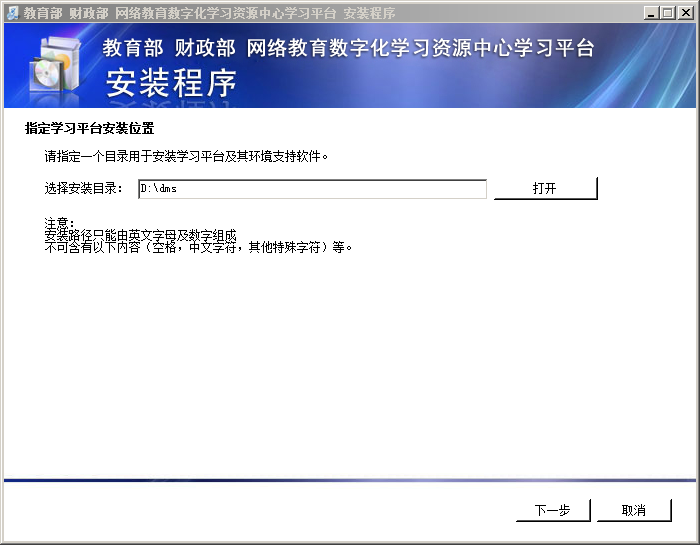 教育部 财政部 网络教育数字化学习资源中心学习平台 安装程序
教育部 财政部 网络教育数字化学习资源中心学习平台
安装程序
指定学习平台安装位置
请指定一个目录用于安装学习平台及其环境支持软件。
选择安装目录： D:\dms 打开
注意：
安装路径只能由英文字母及数字组成
不可含有以下内容（空格，中文字符，其他特殊字符）等。
下一步 取消